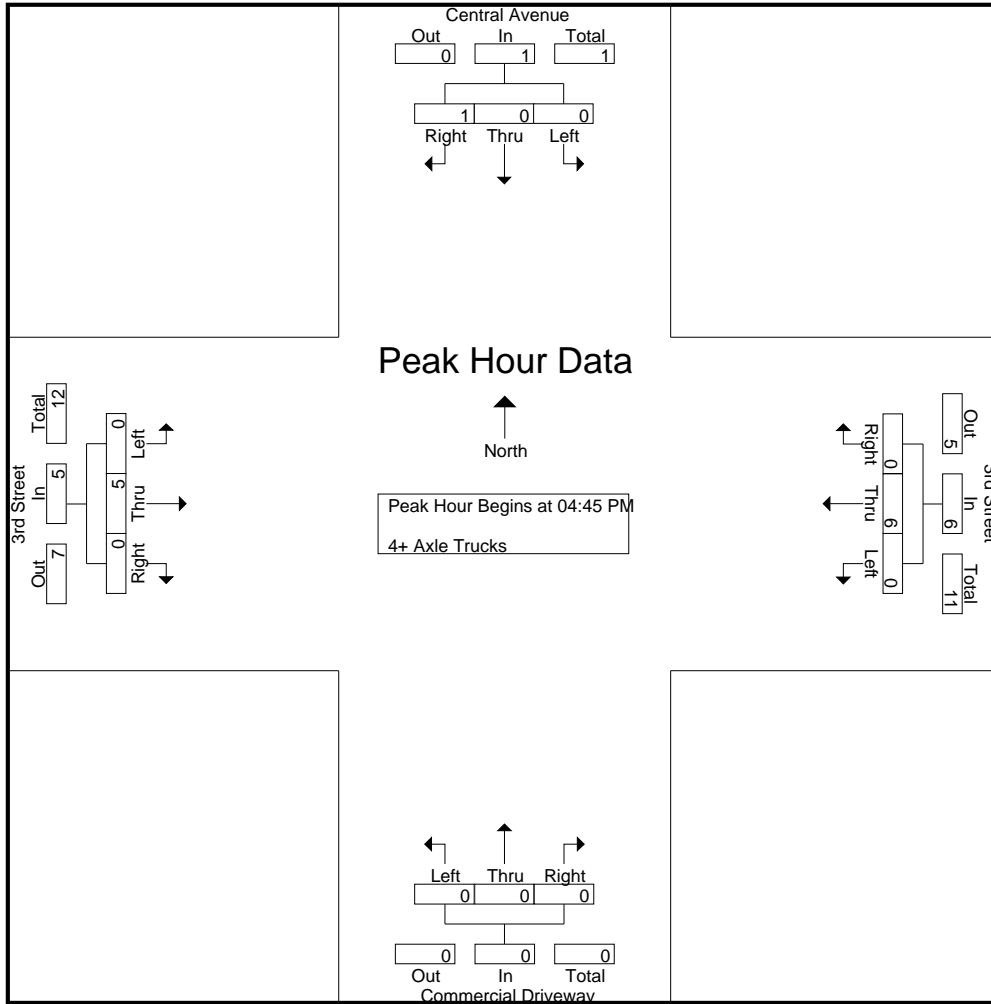 Central Avenue
Out In Total
0 1 1
1 0 0
Right Thru Left
Peak Hour Data
North
Peak Hour Begins at 04:45 PM
4+ Axle Trucks
3rd Street
Total In Out
12 5 7
0 5 0
Left Thru Right
3rd Street
Out In Total
5 6 11
0 6 0
Right Thru Left
Left Thru Right
0 0 0
0 0 0
Out In Total
Commercial Driveway